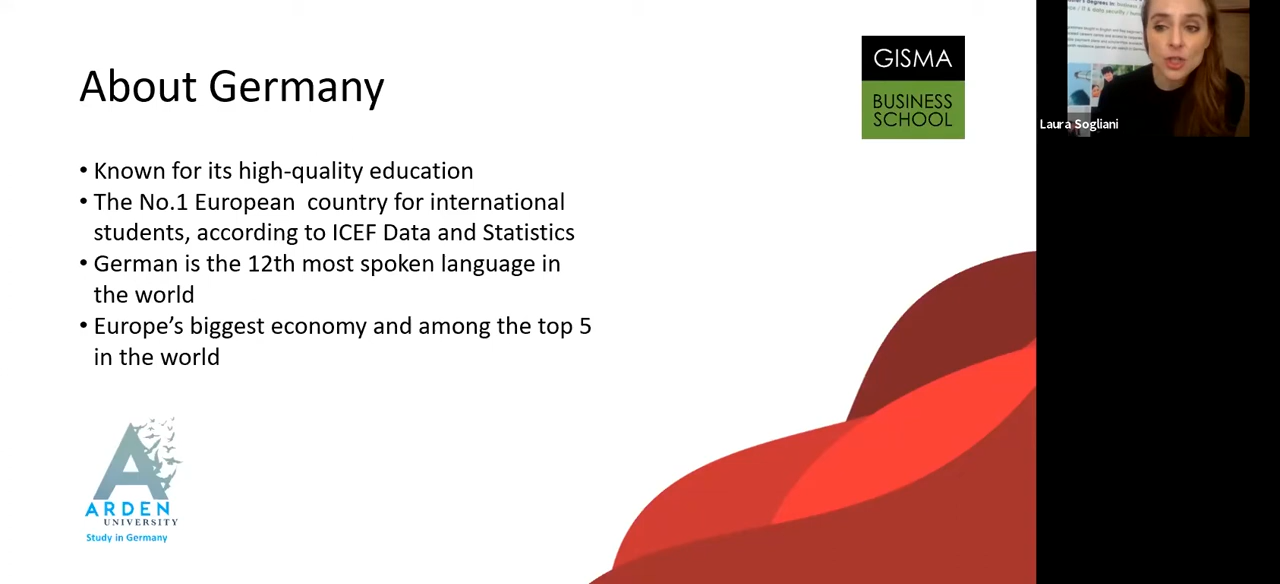 About Germany
GISMA
BUSINESS
SCHOOL
• Known for its high-quality education
• The No.1 European  country for international
students, according to ICEF Data and Statistics
• German is the 12th most spoken language in
the world
• Europe’s biggest economy and among the top 5
in the world
A
ARDEN
UNIVERSITY
Study in Germany
Laura Sogliani